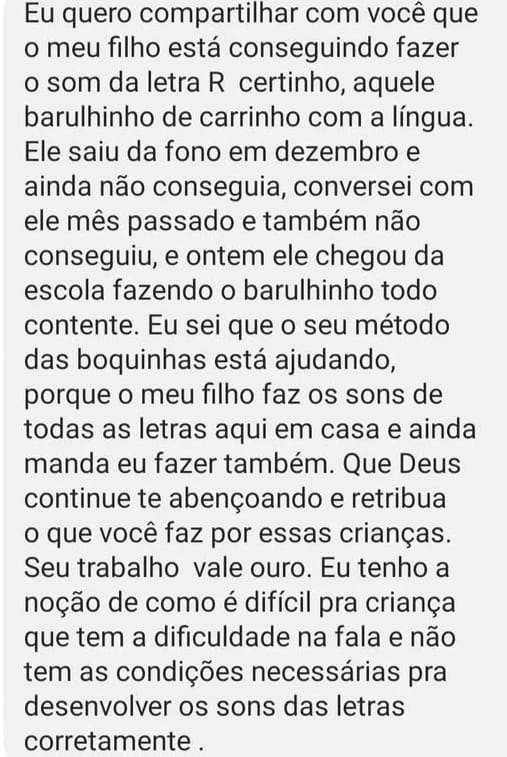 Eu quero compartilhar com você que
o meu filho está conseguindo fazer
o som da letra R  certinho, aquele
barulhinho de carrinho com a língua.
Ele saiu da fono em dezembro e
ainda não conseguia, conversei com
ele mês passado e também não
conseguiu, e ontem ele chegou da
escola fazendo o barulhinho todo
contente. Eu sei que o seu método
das boquinhas está ajudando,
porque o meu filho faz os sons de
todas as letras aqui em casa e ainda
manda eu fazer também. Que Deus
continue te abençoando e retribua
o que você faz por essas crianças.
Seu trabalho  vale ouro. Eu tenho a
noção de como é difícil pra criança
que tem a dificuldade na fala e não
tem as condições necessárias pra
desenvolver os sons das letras
corretamente .